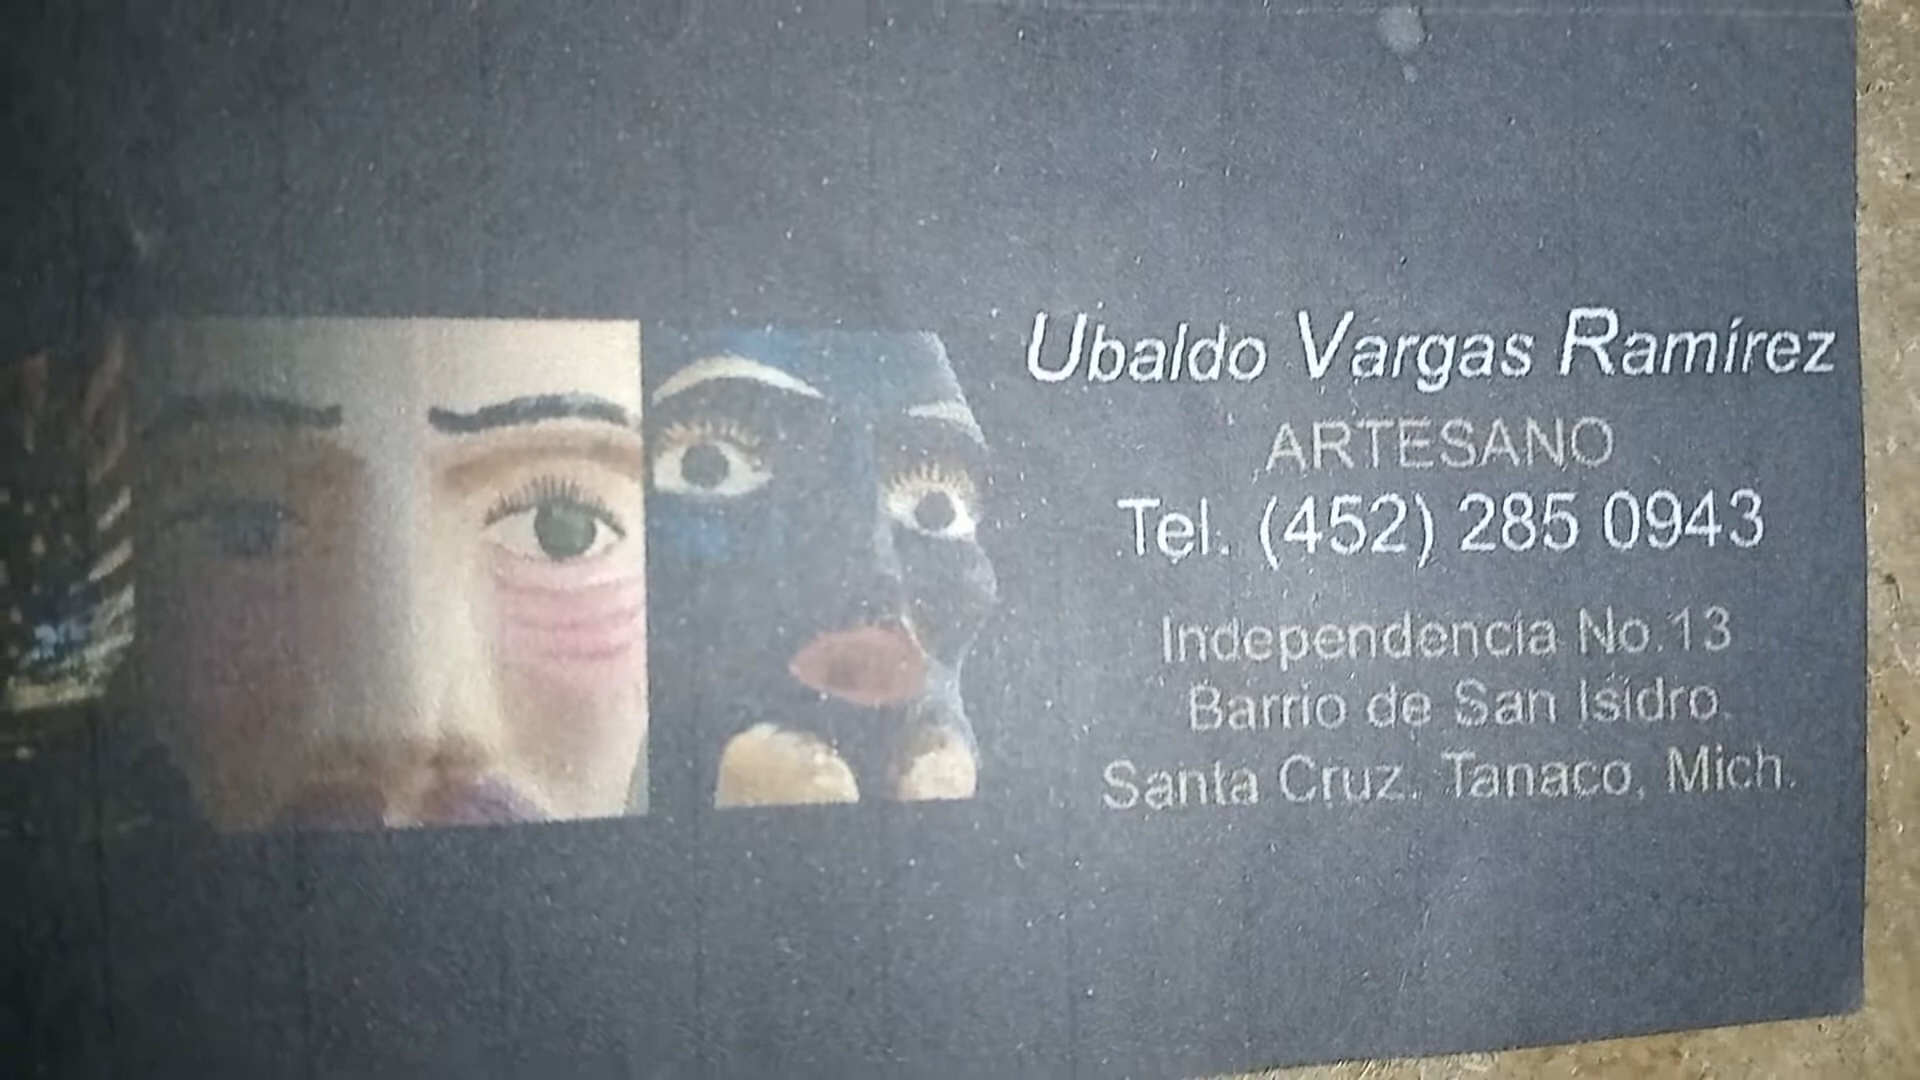 Ubaldo Vargas Ramírez
ARTESANO
Tel. (452) 285 0943
Independencia No.13
Barrio de San Isidro.
Santa Cruz. Tanaco, Mich.